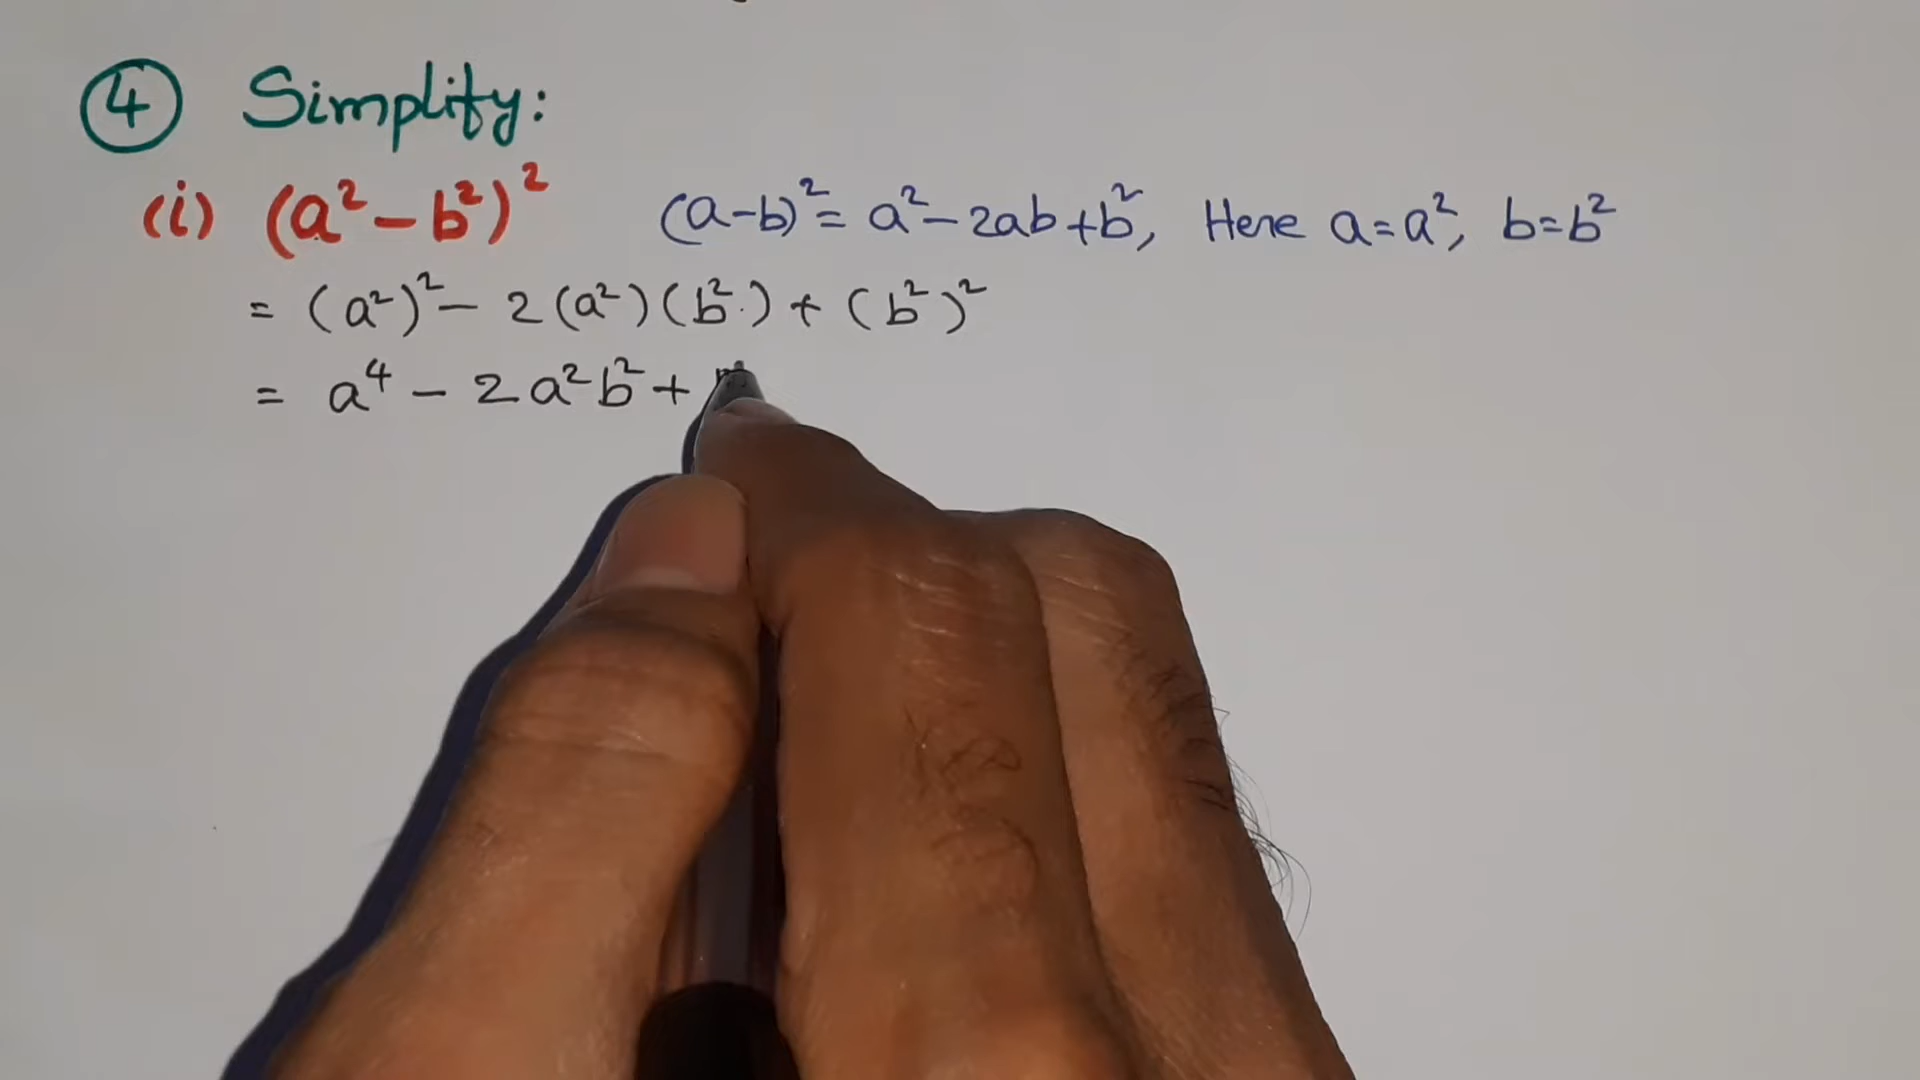 ④ Simplify:
(i) (a²-b²)² (a-b)² = a²-2ab+b², Here a=a², b=b²
= (a²)² - 2(a²)(b²) + (b²)²
= a⁴ - 2a²b² +